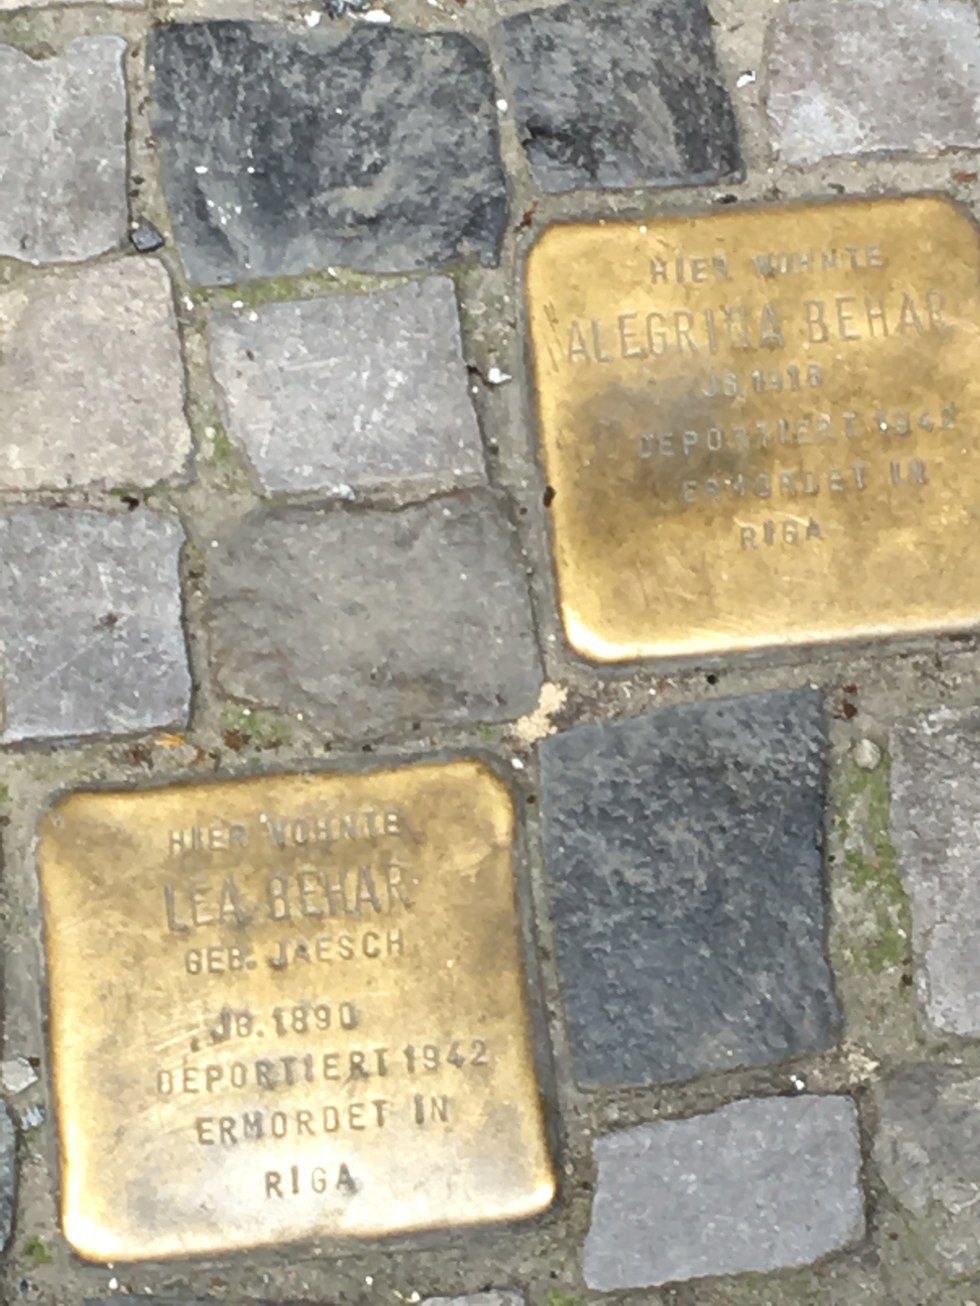 HIER WOHNTE
ALEGRINA BEHAR
JG. 1916
DEPORTIERT 1942
ERMORDET IN
RIGA
HIER WOHNTE
LEA BEHAR
GEB. JAESCH
JG. 1890
DEPORTIERT 1942
ERMORDET IN
RIGA